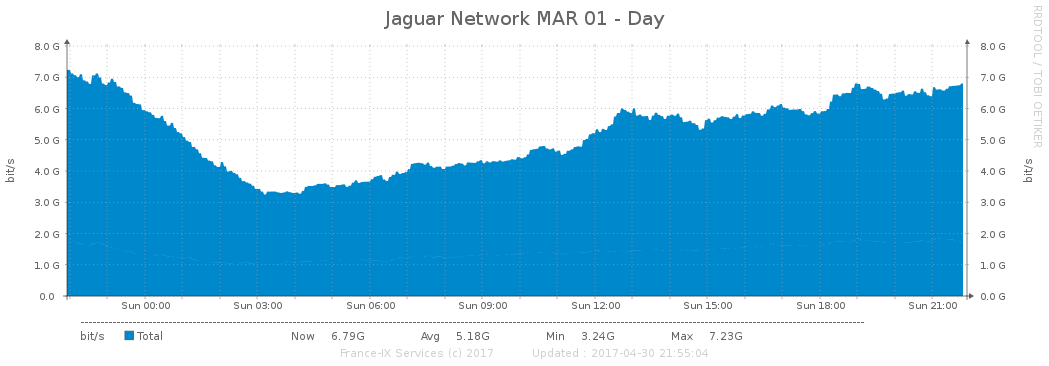 Jaguar Network MAR 01 - Day
RRDTOOL / TOBI OETIKER
8.0 G 8.0 G
7.0 G 7.0 G
6.0 G 6.0 G
5.0 G 5.0 G
4.0 G 4.0 G
3.0 G 3.0 G
2.0 G 2.0 G
1.0 G 1.0 G
0.0 0.0 G
bit/s bit/s
Sun 00:00 Sun 03:00 Sun 06:00 Sun 09:00 Sun 12:00 Sun 15:00 Sun 18:00 Sun 21:00
bit/s Total Now 6.79G Avg 5.18G Min 3.24G Max 7.23G
France-IX Services (c) 2017 Updated : 2017-04-30 21:55:04